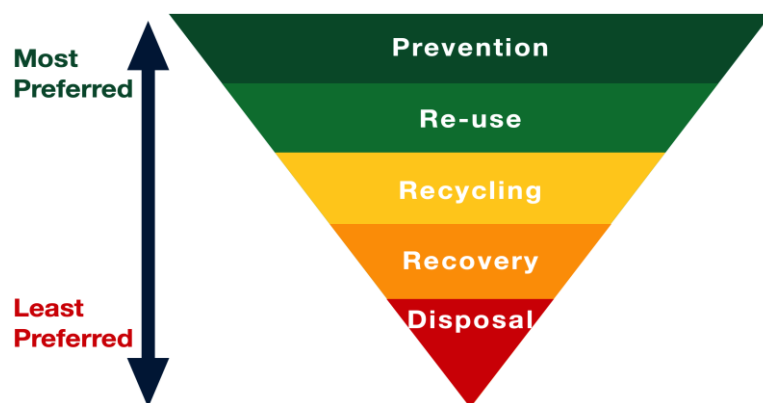 Most
Preferred
Prevention
Re-use
Recycling
Recovery
Least
Preferred
Disposal